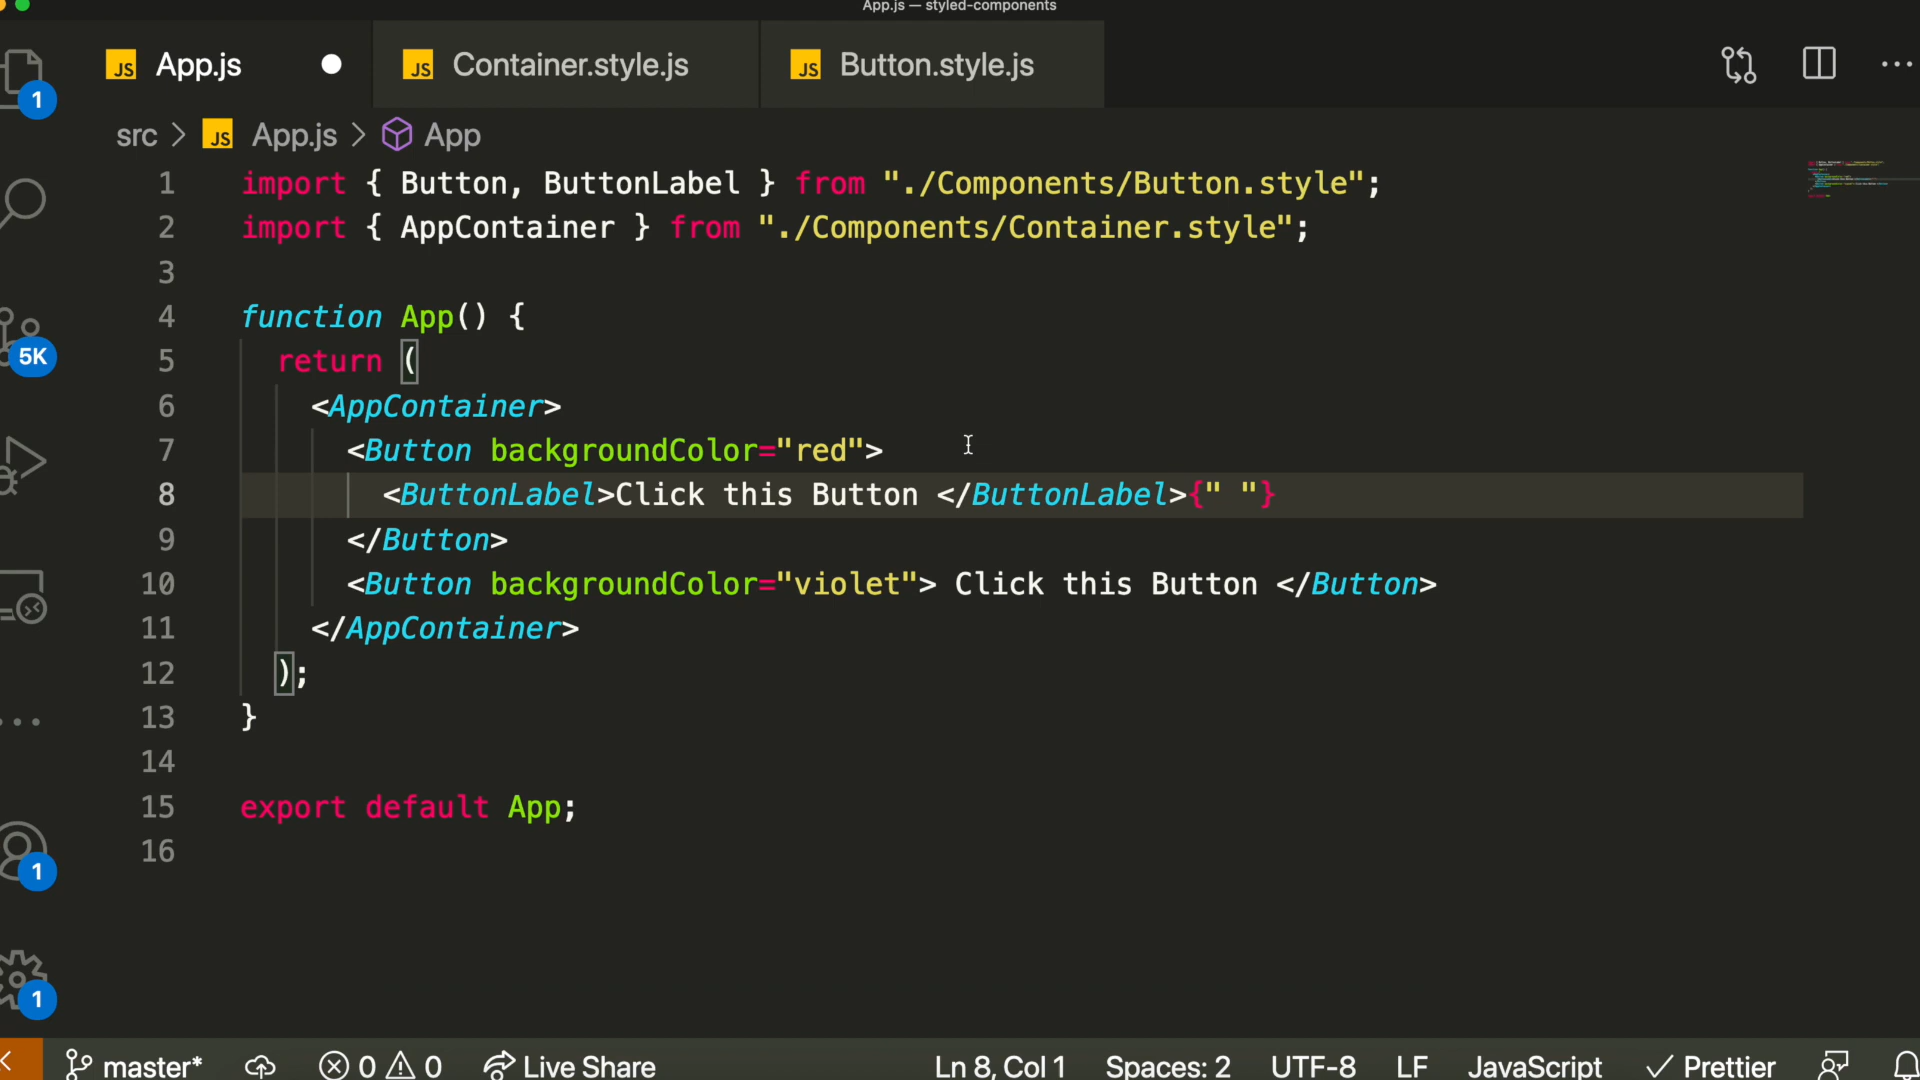 App.js — styled-components
JS App.js
JS Container.style.js
JS Button.style.js
1
src > JS App.js > App
1 import { Button, ButtonLabel } from "./Components/Button.style";
2 import { AppContainer } from "./Components/Container.style";
3
4 function App() {
5 return (
6 <AppContainer>
7 <Button backgroundColor="red">
8 <ButtonLabel>Click this Button </ButtonLabel>{" "}
9 </Button>
10 <Button backgroundColor="violet"> Click this Button </Button>
11 </AppContainer>
12 );
13 }
14
15 export default App;
16
5K
1
1
master* 0 0 Live Share Ln 8, Col 1 Spaces: 2 UTF-8 LF JavaScript Prettier